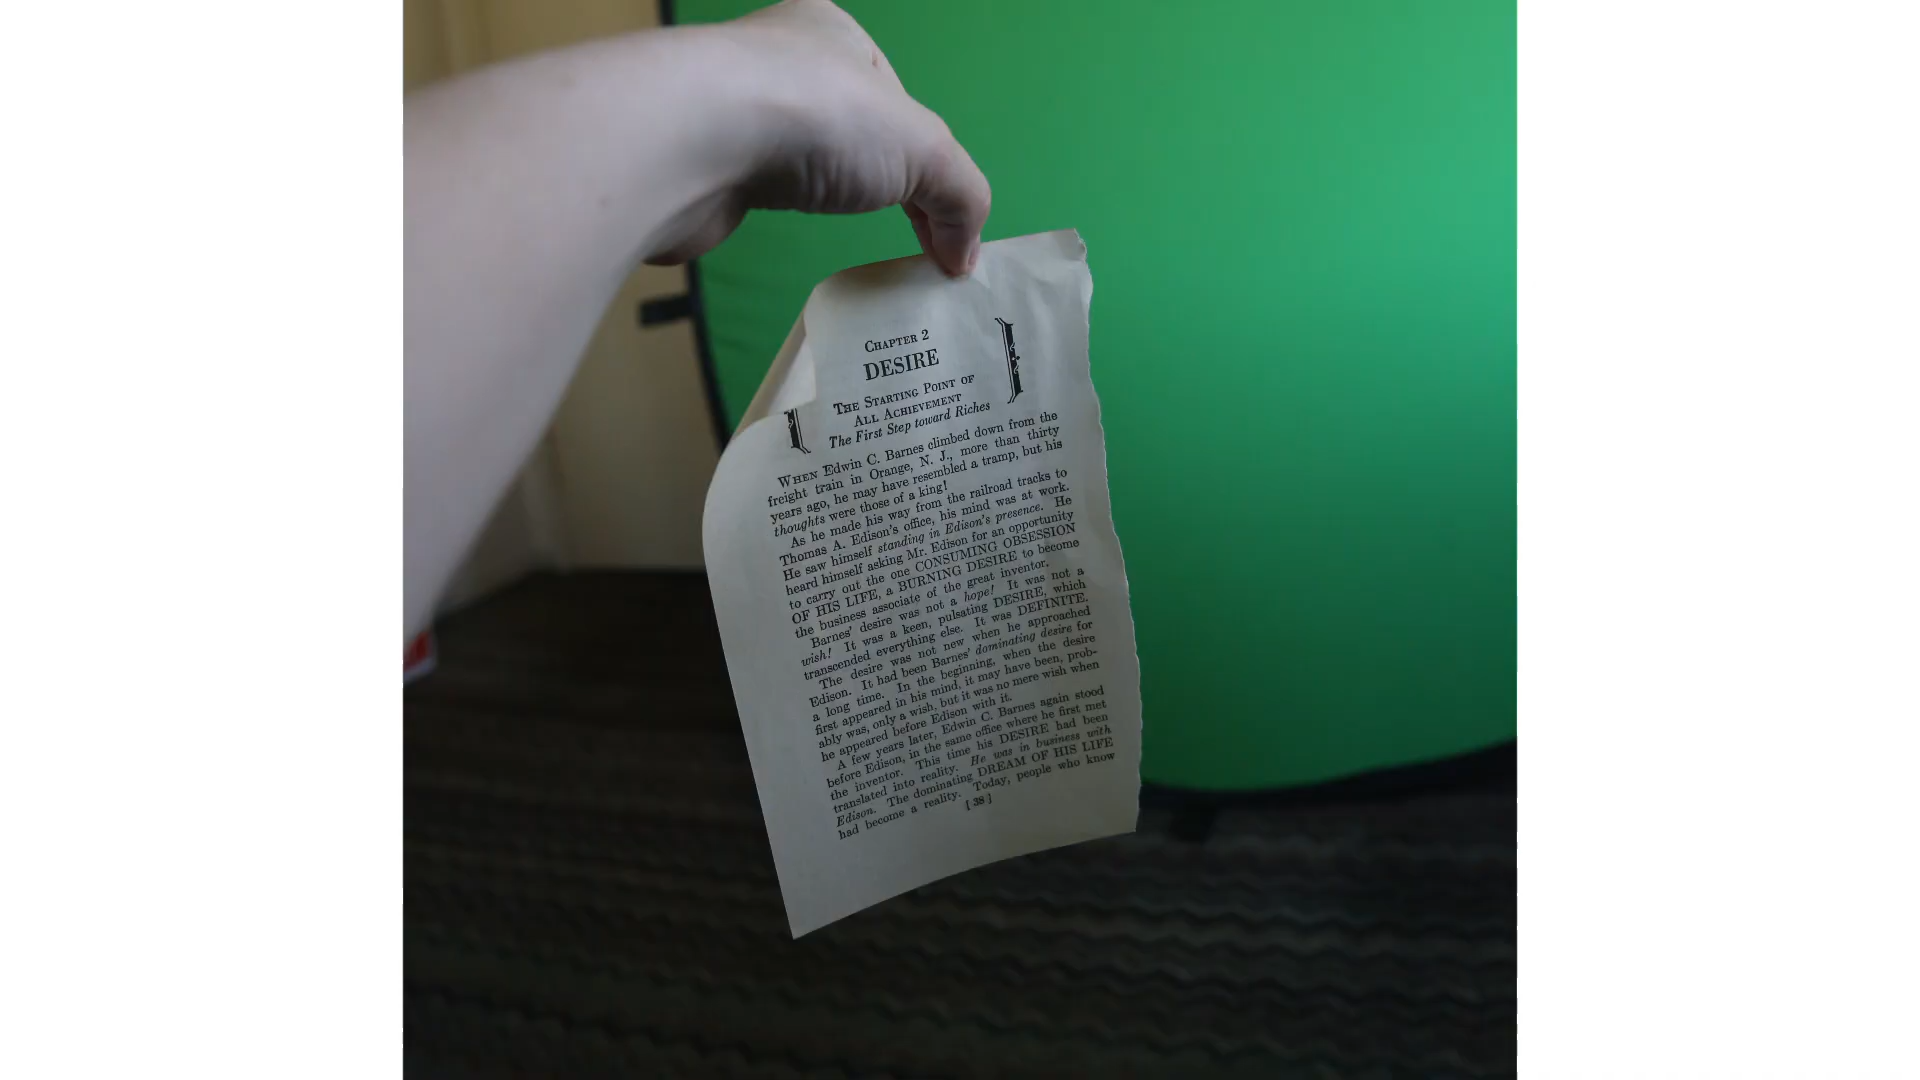 CHAPTER 2
DESIRE
THE STARTING POINT OF
ALL ACHIEVEMENT
The First Step toward Riches
WHEN Edwin C. Barnes climbed down from the
freight train in Orange, N. J., more than thirty
years ago, he may have resembled a tramp, but his
thoughts were those of a king!
As he made his way from the railroad tracks to
Thomas A. Edison's office, his mind was at work.
He saw himself standing in Edison's presence. He
heard himself asking Mr. Edison for an opportunity
to carry out the one CONSUMING OBSESSION
OF HIS LIFE, a BURNING DESIRE to become
the business associate of the great inventor.
Barnes' desire was not a hope! It was not a
wish! It was a keen, pulsating DESIRE, which
transcended everything else. It was DEFINITE.
The desire was not new when he approached
Edison. It had been Barnes' dominating desire for
a long time. In the beginning, when the desire
first appeared in his mind, it may have been, prob-
ably was, only a wish, but it was no mere wish when
he appeared before Edison with it.
A few years later, Edwin C. Barnes again stood
before Edison, in the same office where he first met
the inventor. This time his DESIRE had been
translated into reality. He was in business with
Edison. The dominating DREAM OF HIS LIFE
had become a reality. Today, people who know
[ 38 ]